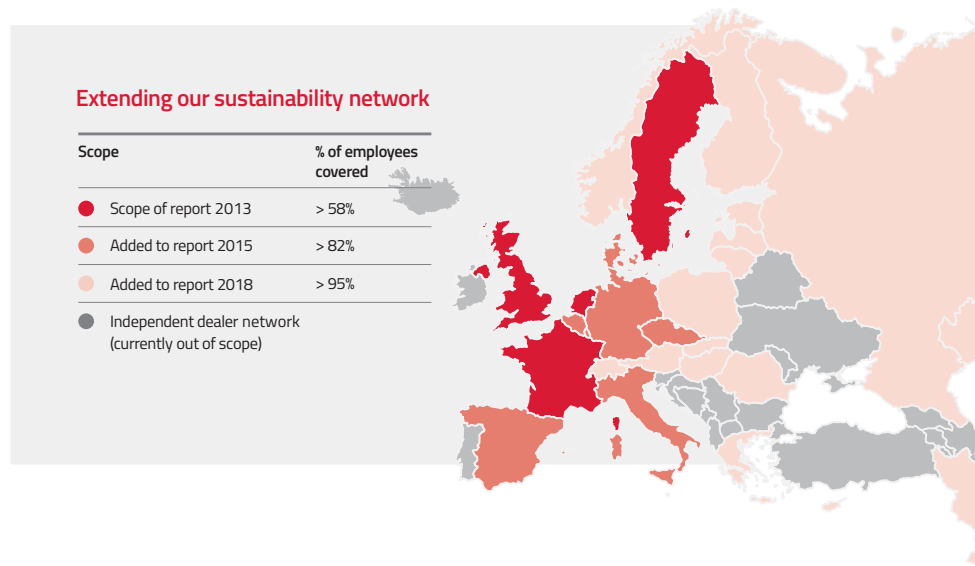 Extending our sustainability network
Scope
% of employees
covered
Scope of report 2013
> 58%
Added to report 2015
> 82%
Added to report 2018
> 95%
Independent dealer network
(currently out of scope)